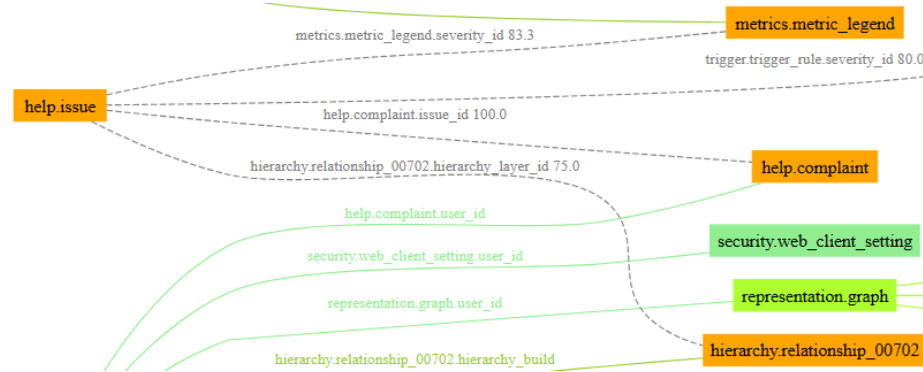 metrics.metric_legend
metrics.metric_legend.severity_id 83.3
trigger.trigger_rule.severity_id 80.0
help.issue
help.complaint.issue_id 100.0
hierarchy.relationship_00702.hierarchy_layer_id 75.0
help.complaint
help.complaint.user_id
security.web_client_setting
security.web_client_setting.user_id
representation.graph
representation.graph.user_id
hierarchy.relationship_00702
hierarchy.relationship_00702.hierarchy_build